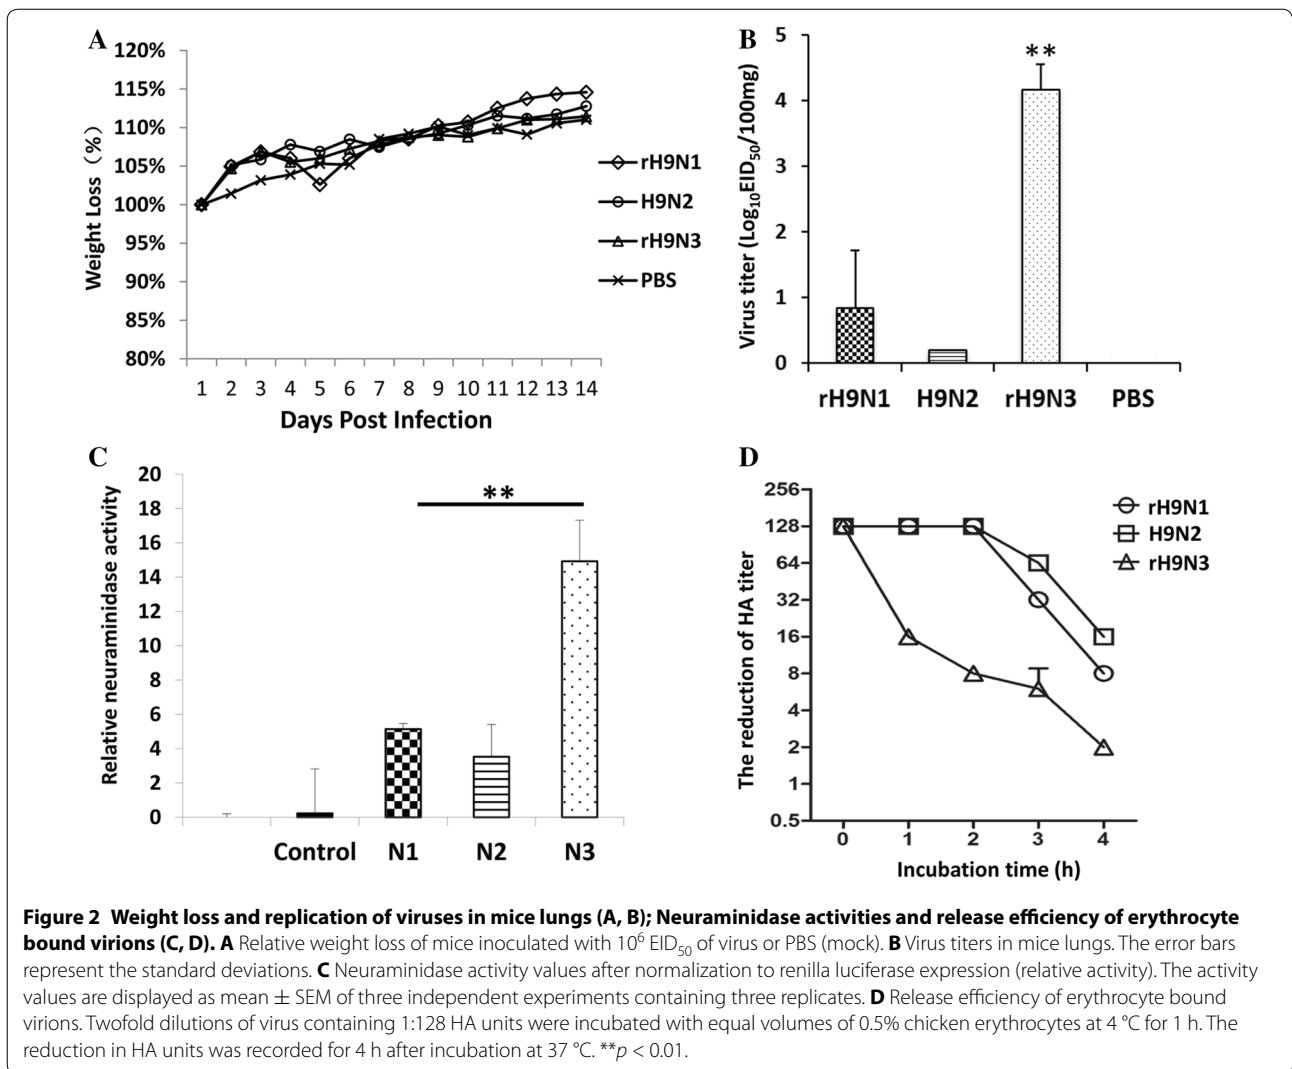 A
120%
115%
110%
105%
100%
95%
90%
85%
80%
Weight Loss (%)
1 2 3 4 5 6 7 8 9 10 11 12 13 14
Days Post Infection
rH9N1
H9N2
rH9N3
PBS
B
5
4
3
2
1
0
Virus titer (Log10EID50/100mg)
**
rH9N1 H9N2 rH9N3 PBS
C
20
18
16
14
12
10
8
6
4
2
0
Relative neuraminidase activity
**
Control N1 N2 N3
D
256
128
64
32
16
8
4
2
1
0.5
The reduction of HA titer
0 1 2 3 4
Incubation time (h)
rH9N1
H9N2
rH9N3
Figure 2 Weight loss and replication of viruses in mice lungs (A, B); Neuraminidase activities and release efficiency of erythrocyte
bound virions (C, D). A Relative weight loss of mice inoculated with 10^6 EID50 of virus or PBS (mock). B Virus titers in mice lungs. The error bars
represent the standard deviations. C Neuraminidase activity values after normalization to renilla luciferase expression (relative activity). The activity
values are displayed as mean ± SEM of three independent experiments containing three replicates. D Release efficiency of erythrocyte bound
virions. Twofold dilutions of virus containing 1:128 HA units were incubated with equal volumes of 0.5% chicken erythrocytes at 4 °C for 1 h. The
reduction in HA units was recorded for 4 h after incubation at 37 °C. **p < 0.01.